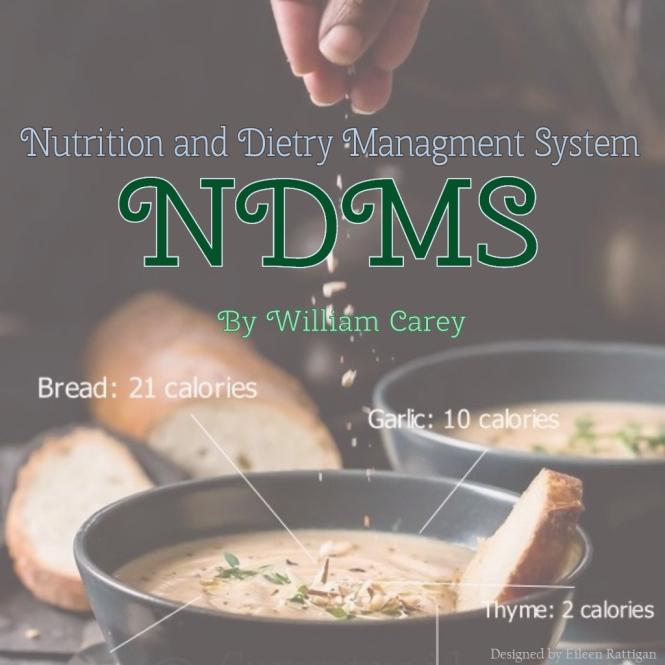 Nutrition and Dietry Managment System
NDMS
By William Carey
Bread: 21 calories
Garlic: 10 calories
Thyme: 2 calories
Designed by Eileen Rattigan